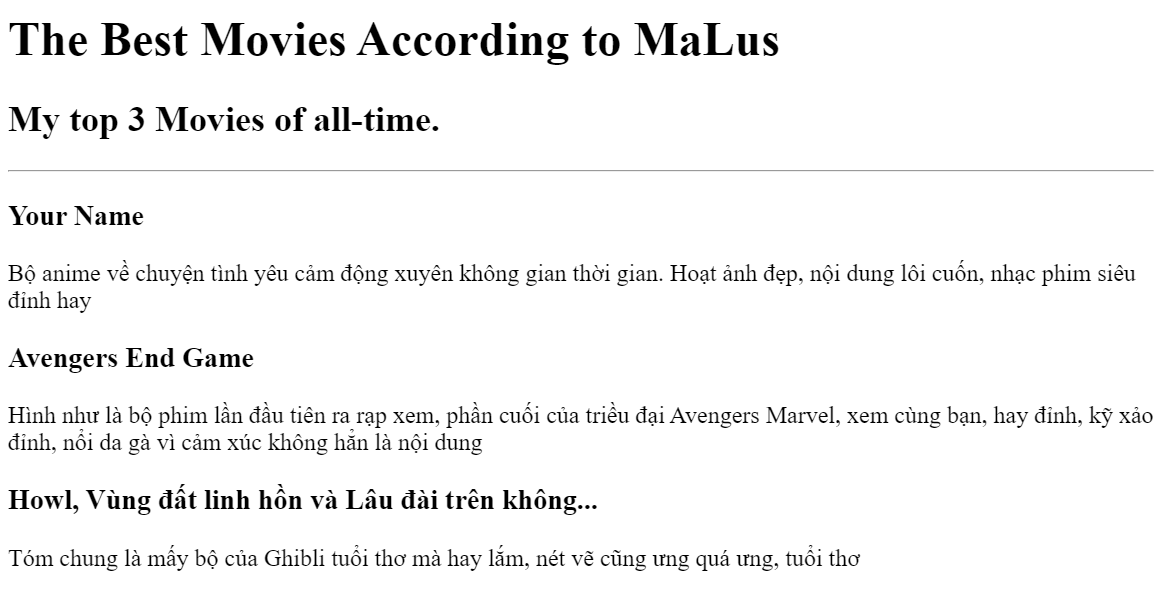 The Best Movies According to MaLus
My top 3 Movies of all-time.
Your Name
Bộ anime về chuyện tình yêu cảm động xuyên không gian thời gian. Hoạt ảnh đẹp, nội dung lôi cuốn, nhạc phim siêu
đỉnh hay
Avengers End Game
Hình như là bộ phim lần đầu tiên ra rạp xem, phần cuối của triều đại Avengers Marvel, xem cùng bạn, hay đỉnh, kỹ xảo
đỉnh, nổi da gà vì cảm xúc không hẳn là nội dung
Howl, Vùng đất linh hồn và Lâu đài trên không...
Tóm chung là mấy bộ của Ghibli tuổi thơ mà hay lắm, nét vẽ cũng ưng quá ưng, tuổi thơ